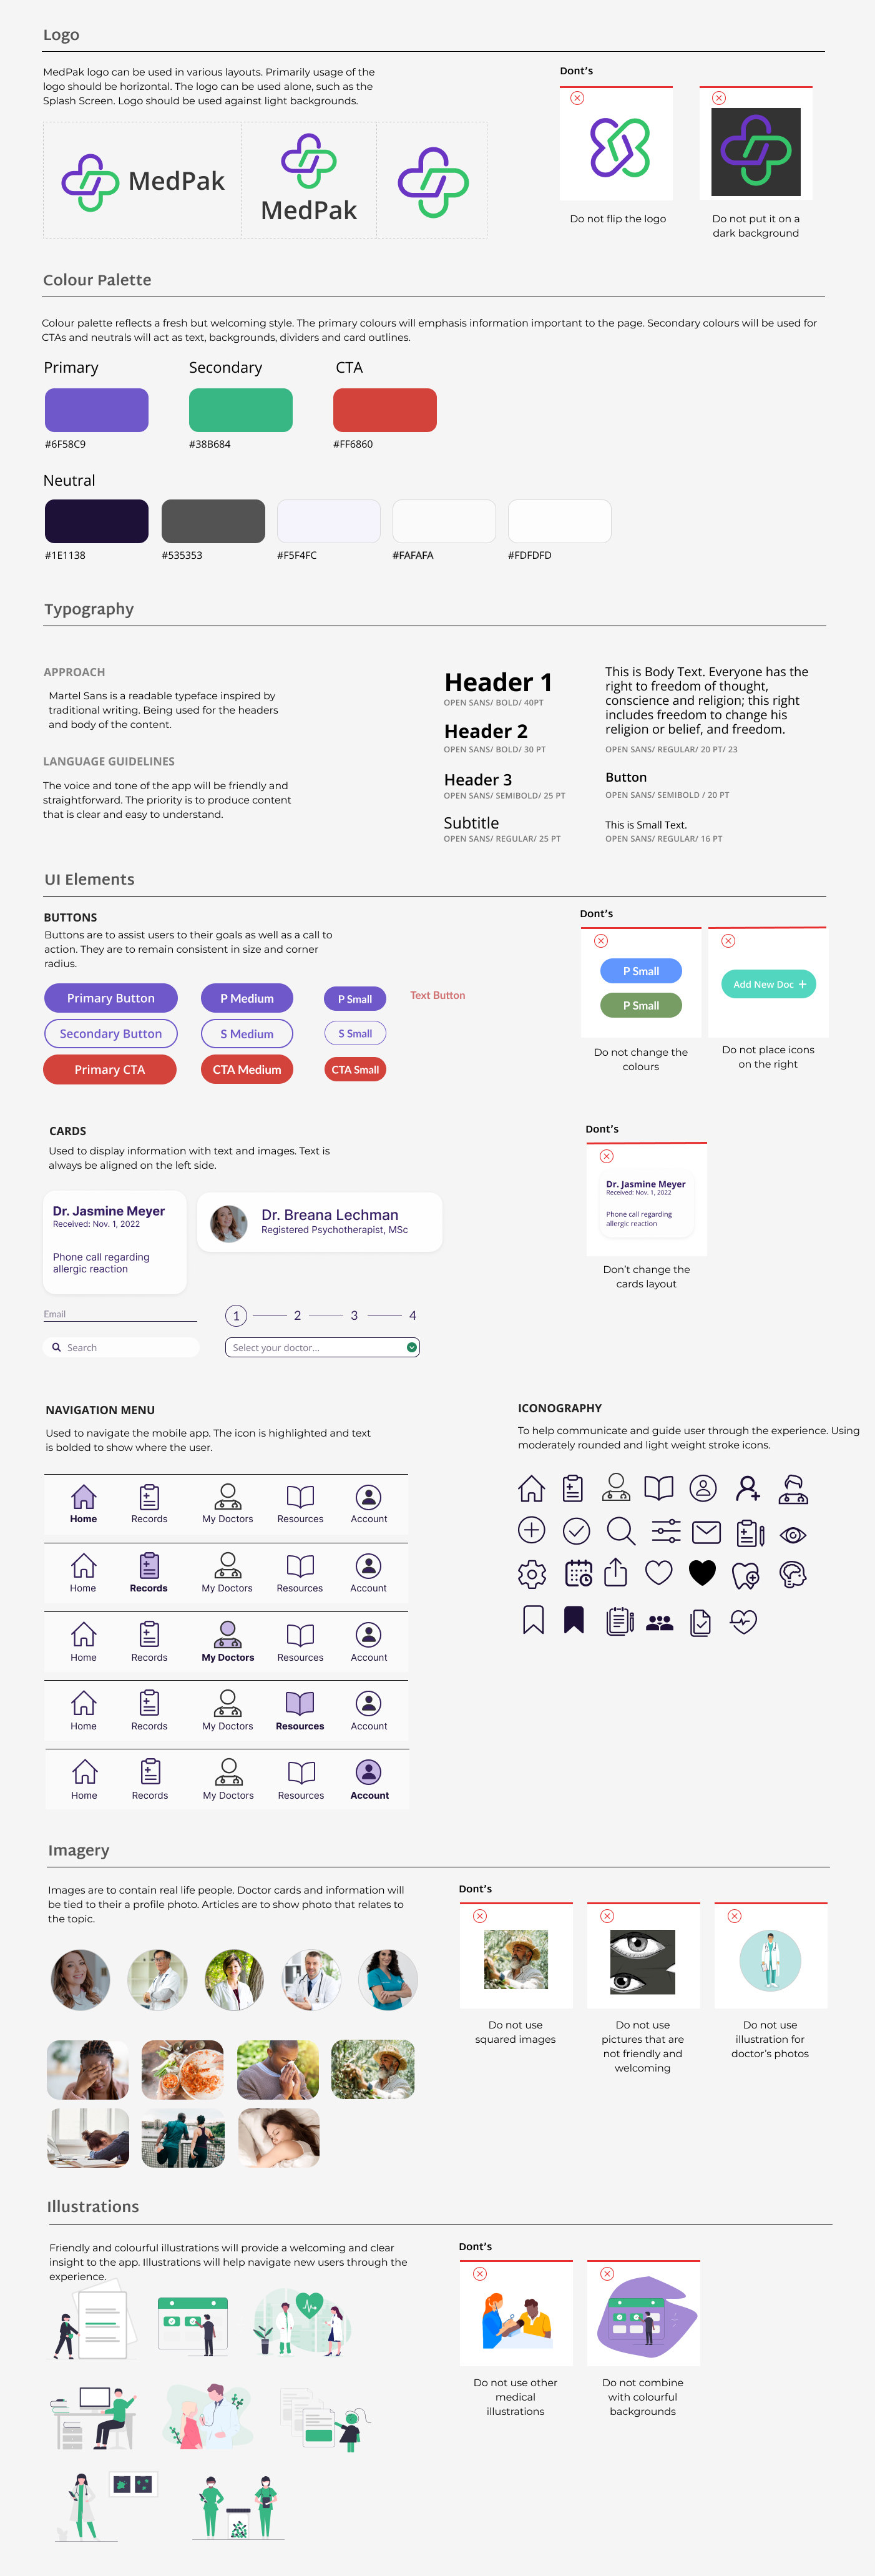 Logo
MedPak logo can be used in various layouts. Primarily usage of the
logo should be horizontal. The logo can be used alone, such as the
Splash Screen. Logo should be used against light backgrounds.
MedPak
MedPak
Dont's
Do not flip the logo
Do not put it on a
dark background
Colour Palette
Colour palette reflects a fresh but welcoming style. The primary colours will emphasis information important to the page. Secondary colours will be used for
CTAs and neutrals will act as text, backgrounds, dividers and card outlines.
Primary
Secondary
CTA
#6F58C9
#38B684
#FF6860
Neutral
#1E1138
#535353
#F5F4FC
#FAFAFA
#FDFDFD
Typography
APPROACH
Martel Sans is a readable typeface inspired by
traditional writing. Being used for the headers
and body of the content.
LANGUAGE GUIDELINES
The voice and tone of the app will be friendly and
straightforward. The priority is to produce content
that is clear and easy to understand.
Header 1
OPEN SANS/ BOLD/ 40PT
Header 2
OPEN SANS/ BOLD/ 30 PT
Header 3
OPEN SANS/ SEMIBOLD/ 25 PT
Subtitle
OPEN SANS/ REGULAR/ 25 PT
This is Body Text. Everyone has the
right to freedom of thought,
conscience and religion; this right
includes freedom to change his
religion or belief, and freedom.
OPEN SANS/ REGULAR/ 20 PT/ 23
Button
OPEN SANS/ SEMIBOLD / 20 PT
This is Small Text.
OPEN SANS/ REGULAR/ 16 PT
UI Elements
BUTTONS
Buttons are to assist users to their goals as well as a call to
action. They are to remain consistent in size and corner
radius.
Primary Button
P Medium
P Small
Text Button
Secondary Button
S Medium
S Small
Primary CTA
CTA Medium
CTA Small
Dont's
P Small
P Small
Do not change the
colours
Add New Doc +
Do not place icons
on the right
CARDS
Used to display information with text and images. Text is
always be aligned on the left side.
Dr. Jasmine Meyer
Received: Nov. 1, 2022
Phone call regarding
allergic reaction
Dr. Breana Lechman
Registered Psychotherapist, MSc
Dont's
Dr. Jasmine Meyer
Received: Nov. 1, 2022
Phone call regarding
allergic reaction
Don't change the
cards layout
Email
1 2 3 4
Search
Select your doctor...
NAVIGATION MENU
Used to navigate the mobile app. The icon is highlighted and text
is bolded to show where the user.
Home Records My Doctors Resources Account
Home Records My Doctors Resources Account
Home Records My Doctors Resources Account
Home Records My Doctors Resources Account
Home Records My Doctors Resources Account
ICONOGRAPHY
To help communicate and guide user through the experience. Using
moderately rounded and light weight stroke icons.
Imagery
Images are to contain real life people. Doctor cards and information will
be tied to their a profile photo. Articles are to show photo that relates to
the topic.
Dont's
Do not use
squared images
Do not use
pictures that are
not friendly and
welcoming
Do not use
illustration for
doctor's photos
Illustrations
Friendly and colourful illustrations will provide a welcoming and clear
insight to the app. Illustrations will help navigate new users through the
experience.
Dont's
Do not use other
medical
illustrations
Do not combine
with colourful
backgrounds